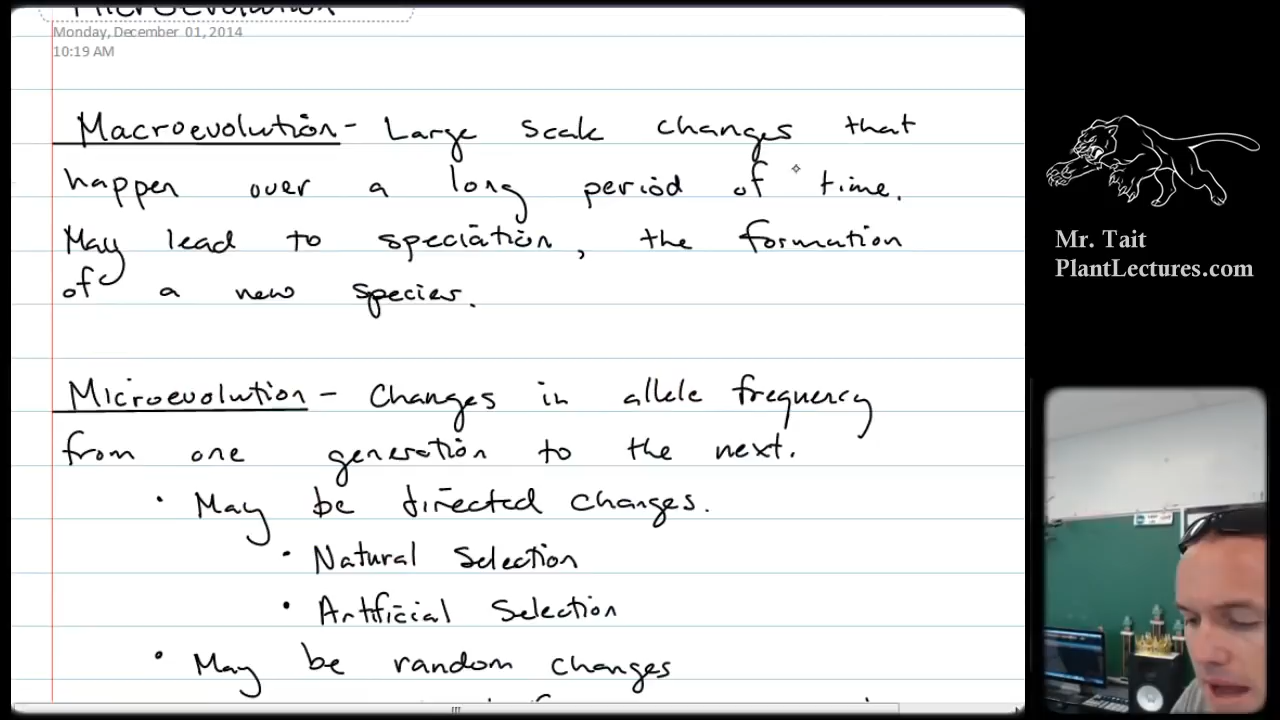 Microevolution
Monday, December 01, 2014
10:19 AM
Macroevolution - Large scale changes that
happen over a long period of time.
May lead to speciation, the formation
of a new species.
Microevolution - Changes in allele frequency
from one generation to the next.
• May be directed changes.
• Natural Selection
• Artificial Selection
• May be random changes
Mr. Tait
PlantLectures.com